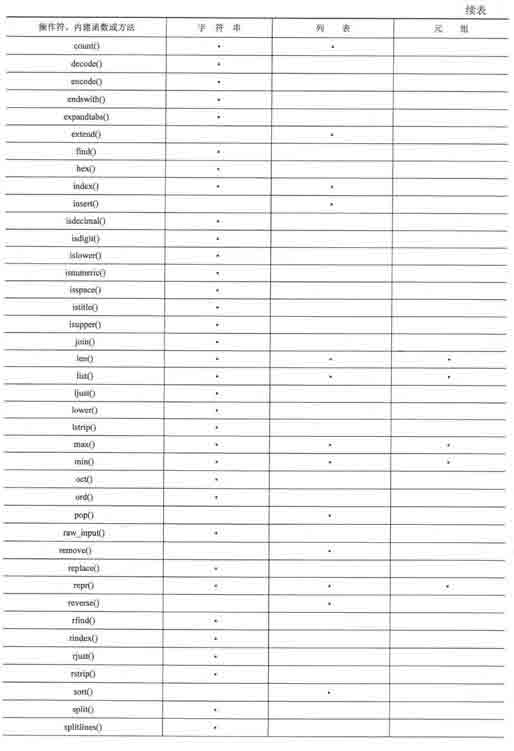 续表
操作符，内建函数或方法 字 符 串 列 表 元 组
count() • •
decode() •
encode() •
endswith() •
expandtabs() •
extend() •
find() •
hex() •
index() • •
insert() •
isdecimal() •
isdigit() •
islower() •
isnumeric() •
isspace() •
istitle() •
isupper() •
join() •
len() • • •
list() • • •
ljust() •
lower() •
lstrip() •
max() • • •
min() • • •
oct() •
ord() •
pop() •
raw_input() •
remove() •
replace() •
repr() • • •
reverse() •
rfind() •
rindex() •
rjust() •
rstrip() •
sort() •
split() •
splitlines() •